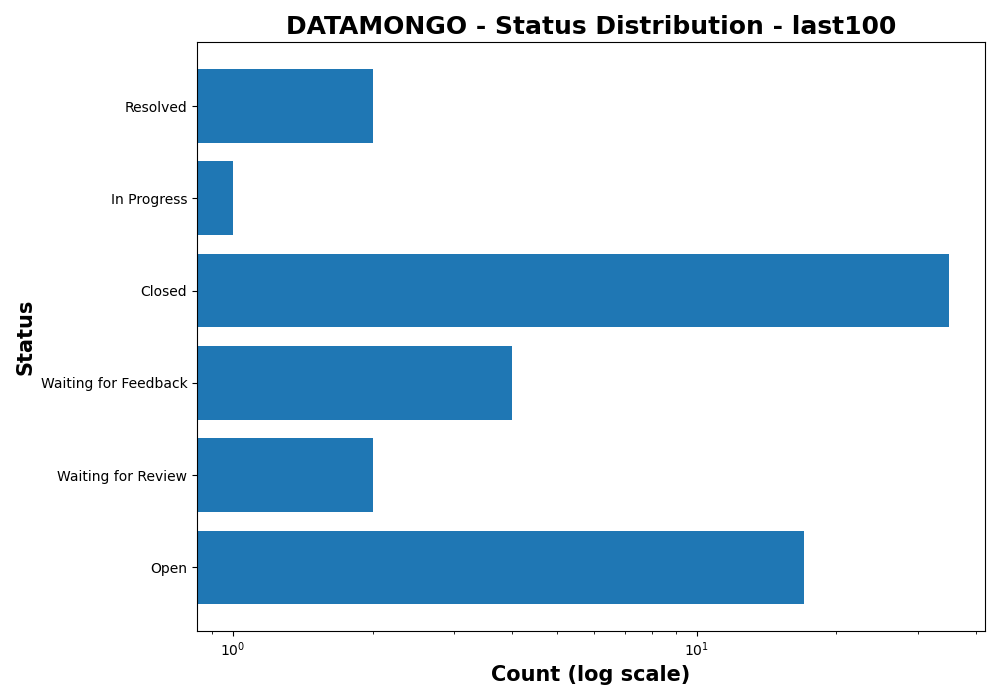 DATAMONGO - Status Distribution - last100
Status
Resolved
In Progress
Closed
Waiting for Feedback
Waiting for Review
Open
10⁰
10¹
Count (log scale)